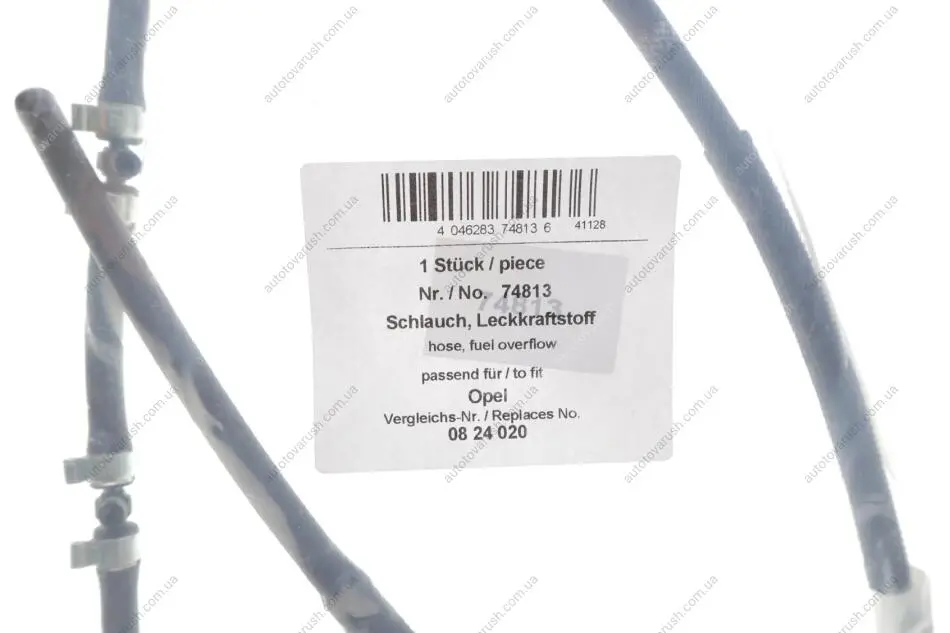 4 046283 74813 6
41128
1 Stück / piece
Nr. / No. 74813
74813
Schlauch, Leckkraftstoff
hose, fuel overflow
passend für / to fit
Opel
Vergleichs-Nr. / Replaces No.
08 24 020
autotovarush.com.ua